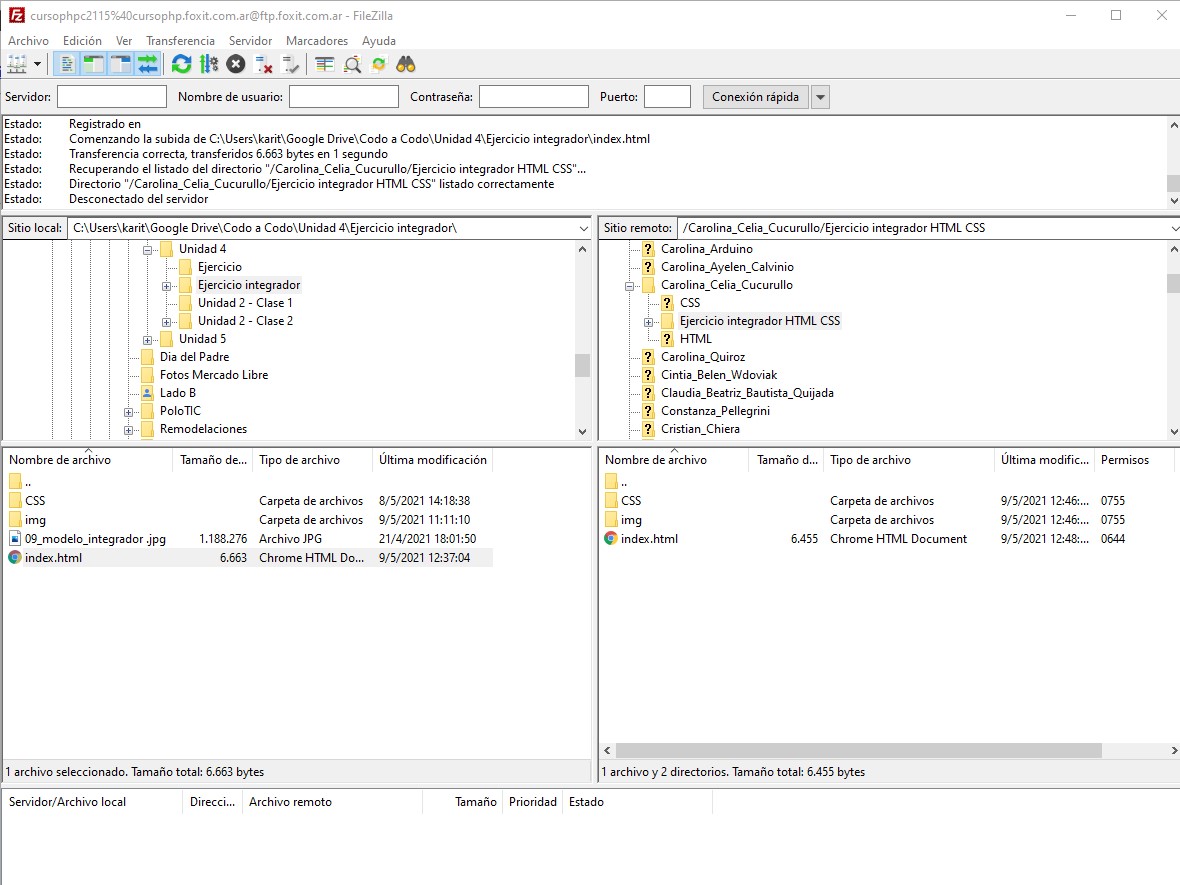 cursophpc2115%40cursophp.foxit.com.ar@ftp.foxit.com.ar - FileZilla
Archivo Edición Ver Transferencia Servidor Marcadores Ayuda
Servidor: Nombre de usuario: Contraseña: Puerto: Conexión rápida
Estado: Registrado en
Estado: Comenzando la subida de C:\Users\karit\Google Drive\Codo a Codo\Unidad 4\Ejercicio integrador\index.html
Estado: Transferencia correcta, transferidos 6.663 bytes en 1 segundo
Estado: Recuperando el listado del directorio "/Carolina_Celia_Cucurullo/Ejercicio integrador HTML CSS"...
Estado: Directorio "/Carolina_Celia_Cucurullo/Ejercicio integrador HTML CSS" listado correctamente
Estado: Desconectado del servidor
Sitio local: C:\Users\karit\Google Drive\Codo a Codo\Unidad 4\Ejercicio integrador\
Unidad 4
Ejercicio
Ejercicio integrador
Unidad 2 - Clase 1
Unidad 2 - Clase 2
Unidad 5
Dia del Padre
Fotos Mercado Libre
Lado B
PoloTIC
Remodelaciones
Sitio remoto: /Carolina_Celia_Cucurullo/Ejercicio integrador HTML CSS
Carolina_Arduino
Carolina_Ayelen_Calvinio
Carolina_Celia_Cucurullo
CSS
Ejercicio integrador HTML CSS
HTML
Carolina_Quiroz
Cintia_Belen_Wdoviak
Claudia_Beatriz_Bautista_Quijada
Constanza_Pellegrini
Cristian_Chiera
Nombre de archivo Tamaño de... Tipo de archivo Última modificación
..
CSS Carpeta de archivos 8/5/2021 14:18:38
img Carpeta de archivos 9/5/2021 11:11:10
09_modelo_integrador .jpg 1.188.276 Archivo JPG 21/4/2021 18:01:50
index.html 6.663 Chrome HTML Do... 9/5/2021 12:37:04
1 archivo seleccionado. Tamaño total: 6.663 bytes
Nombre de archivo Tamaño d... Tipo de archivo Última modific... Permisos
..
CSS Carpeta de archivos 9/5/2021 12:46:... 0755
img Carpeta de archivos 9/5/2021 12:46:... 0755
index.html 6.455 Chrome HTML Document 9/5/2021 12:48:... 0644
1 archivo y 2 directorios. Tamaño total: 6.455 bytes
Servidor/Archivo local Direcci... Archivo remoto Tamaño Prioridad Estado